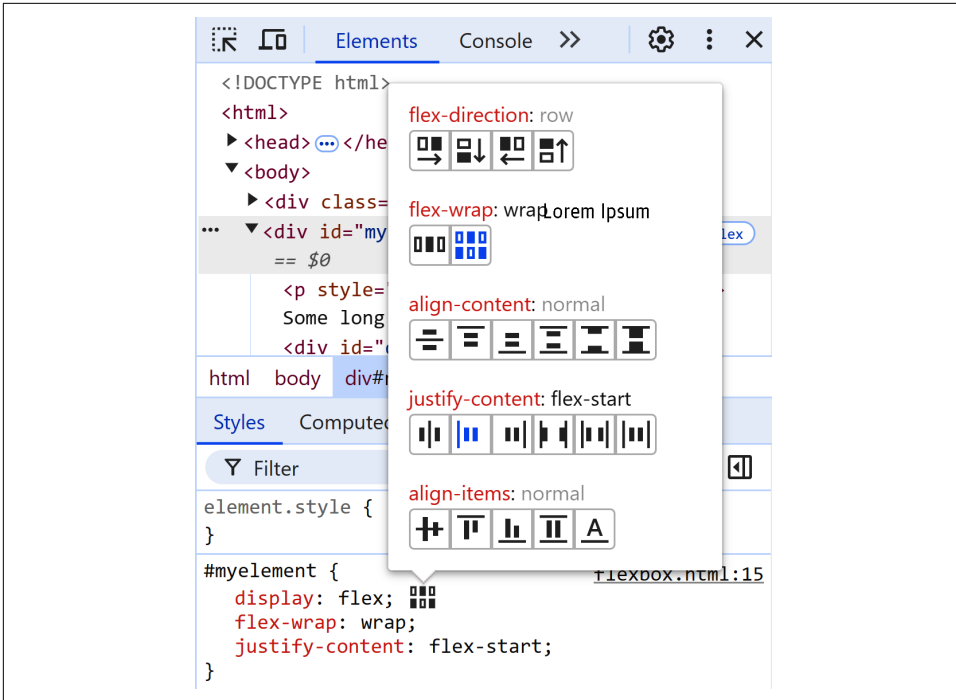 Elements Console
<!DOCTYPE html>
<html>
<head> </he
<body>
<div class=
<div id="my lex
== $0
<p style= >
Some long
<div id="
html body div#
Styles Computed
Filter
element.style {
}
#myelement { flexbox.html:15
display: flex;
flex-wrap: wrap;
justify-content: flex-start;
}
flex-direction: row
flex-wrap: wrap Lorem Ipsum
align-content: normal
justify-content: flex-start
align-items: normal
A